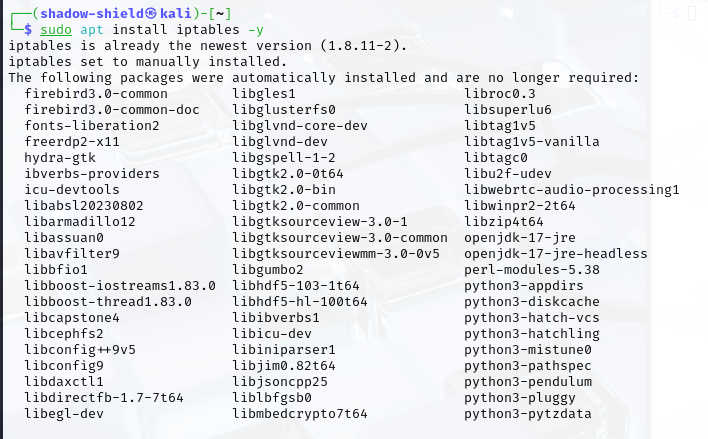 ┌──(shadow-shield㉿kali)-[~]
└─$ sudo apt install iptables -y
iptables is already the newest version (1.8.11-2).
iptables set to manually installed.
The following packages were automatically installed and are no longer required:
  firebird3.0-common          libgles1                    libroc0.3
  firebird3.0-common-doc      libglusterfs0               libsuperlu6
  fonts-liberation2           libglvnd-core-dev           libtag1v5
  freerdp2-x11                libglvnd-dev                libtag1v5-vanilla
  hydra-gtk                   libgspell-1-2               libtagc0
  ibverbs-providers           libgtk2.0-0t64              libu2f-udev
  icu-devtools                libgtk2.0-bin               libwebrtc-audio-processing1
  libabsl20230802             libgtk2.0-common            libwinpr2-2t64
  libarmadillo12              libgtksourceview-3.0-1      libzip4t64
  libassuan0                  libgtksourceview-3.0-common openjdk-17-jre
  libavfilter9                libgtksourceviewmm-3.0-0v5  openjdk-17-jre-headless
  libbfio1                    libgumbo2                   perl-modules-5.38
  libboost-iostreams1.83.0    libhdf5-103-1t64            python3-appdirs
  libboost-thread1.83.0       libhdf5-hl-100t64           python3-diskcache
  libcapstone4                libibverbs1                 python3-hatch-vcs
  libcephfs2                  libicu-dev                  python3-hatchling
  libconfig++9v5              libiniparser1               python3-mistune0
  libconfig9                  libjim0.82t64               python3-pathspec
  libdaxctl1                  libjsoncpp25                python3-pendulum
  libdirectfb-1.7-7t64        liblbfgsb0                  python3-pluggy
  libegl-dev                  libmbedcrypto7t64           python3-pytzdata